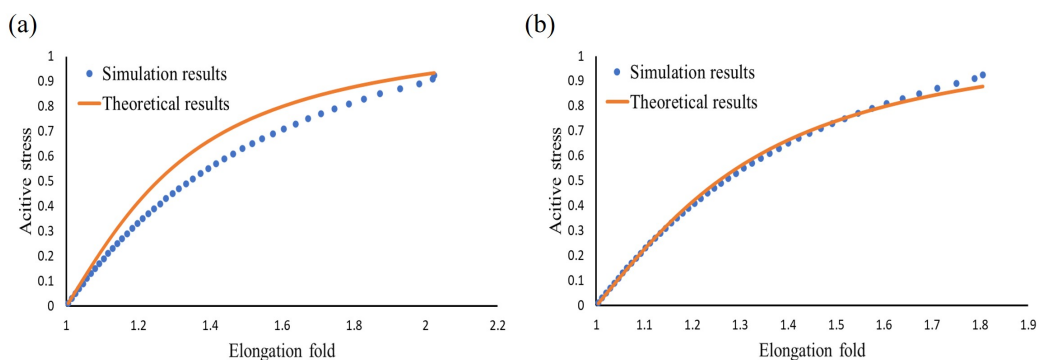 (a)
Acitive stress
1
0.9
0.8
0.7
0.6
0.5
0.4
0.3
0.2
0.1
0
Simulation results
Theoretical results
1 1.2 1.4 1.6 1.8 2 2.2
Elongation fold
(b)
Acitive stress
1
0.9
0.8
0.7
0.6
0.5
0.4
0.3
0.2
0.1
0
Simulation results
Theoretical results
1 1.1 1.2 1.3 1.4 1.5 1.6 1.7 1.8 1.9
Elongation fold